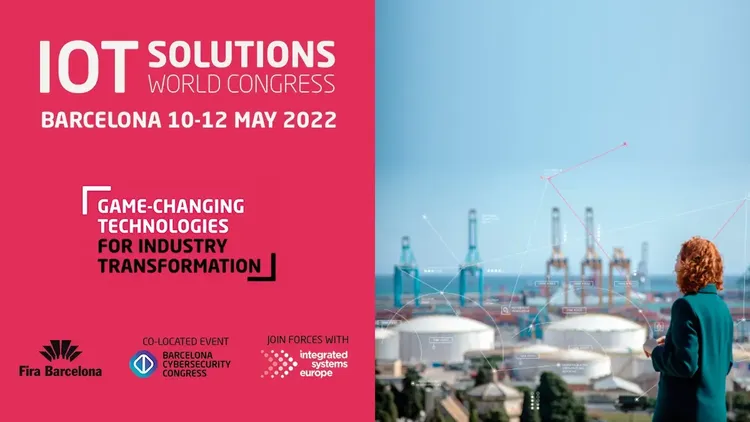 IOT SOLUTIONS
WORLD CONGRESS
BARCELONA 10-12 MAY 2022
GAME-CHANGING
TECHNOLOGIES
FOR INDUSTRY
TRANSFORMATION
Fira Barcelona
CO-LOCATED EVENT
BARCELONA
CYBERSECURITY
CONGRESS
JOIN FORCES WITH
integrated
systems
europe